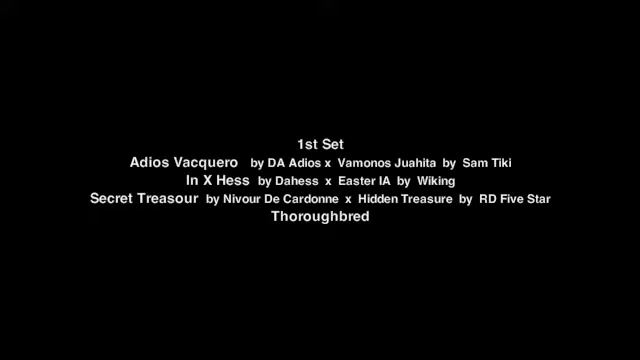 1st Set
Adios Vacquero by DA Adios x Vamonos Juahita by Sam Tiki
In X Hess by Dahess x Easter IA by Wiking
Secret Treasour by Nivour De Cardonne x Hidden Treasure by RD Five Star
Thoroughbred